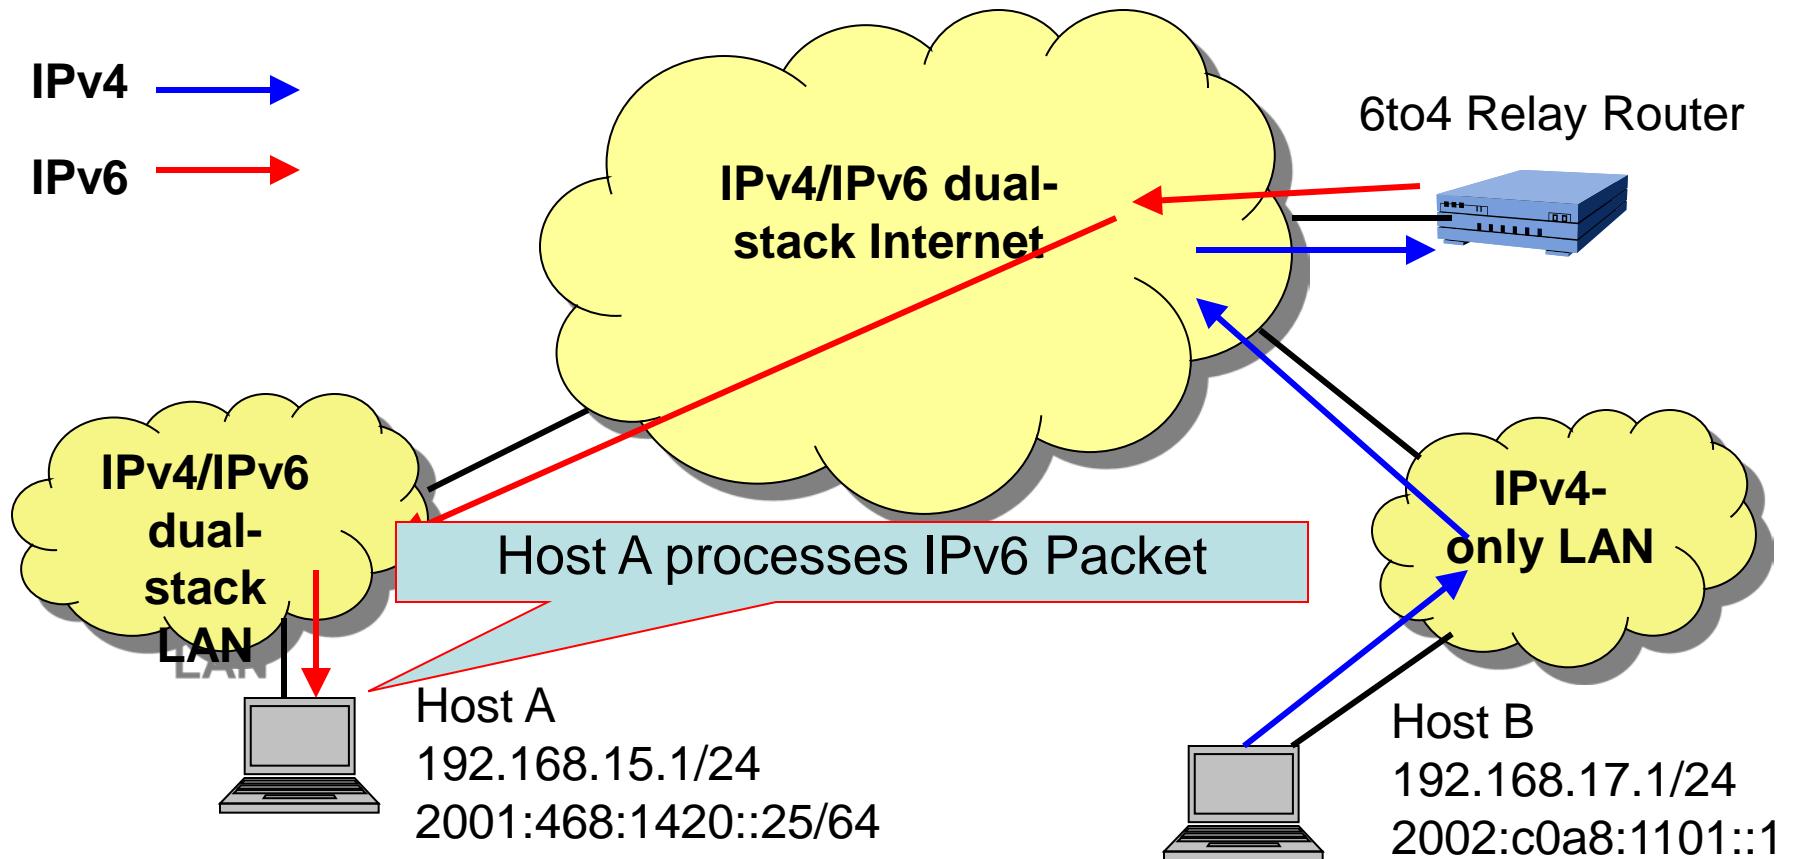 IPv4
IPv6
6to4 Relay Router
IPv4/IPv6 dual-
stack Internet
IPv4/IPv6
dual-
stack
LAN
IPv4-
only LAN
Host A processes IPv6 Packet
Host A
192.168.15.1/24
2001:468:1420::25/64
Host B
192.168.17.1/24
2002:c0a8:1101::1